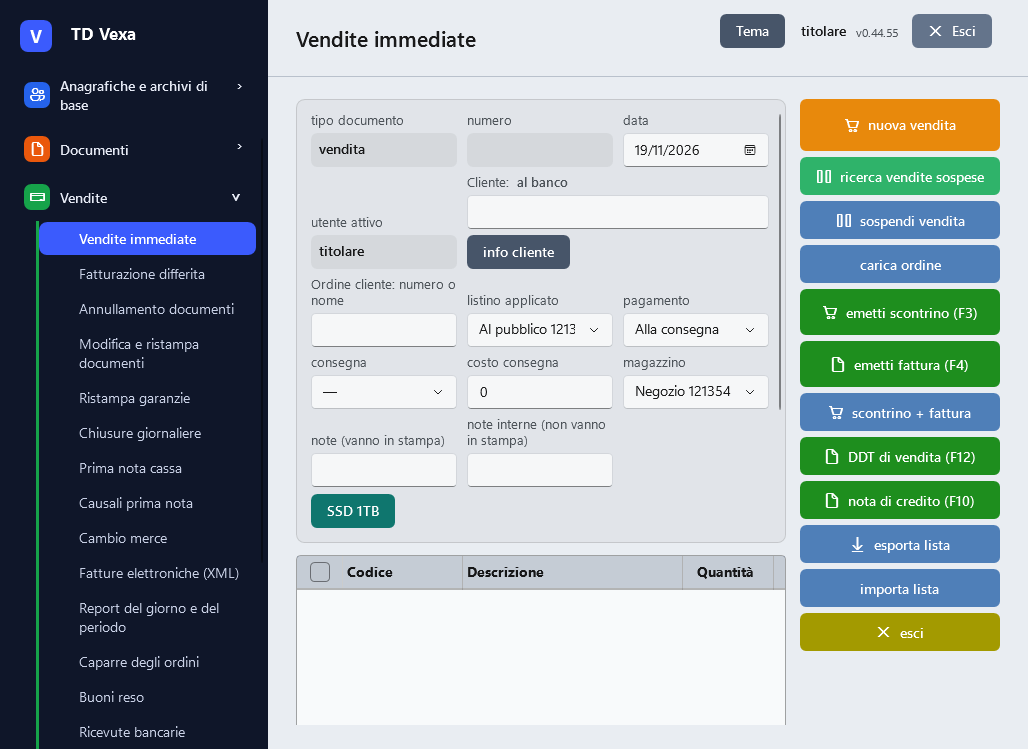 V
TD Vexa
Anagrafiche e archivi di
base
Documenti
Vendite
Vendite immediate
Fatturazione differita
Annullamento documenti
Modifica e ristampa
documenti
Ristampa garanzie
Chiusure giornaliere
Prima nota cassa
Causali prima nota
Cambio merce
Fatture elettroniche (XML)
Report del giorno e del
periodo
Caparre degli ordini
Buoni reso
Ricevute bancarie
Vendite immediate
Tema
titolare v0.44.55
Esci
tipo documento
vendita
numero
data
19/11/2026
Cliente: al banco
utente attivo
titolare
info cliente
Ordine cliente: numero o
nome
listino applicato
Al pubblico 1213
pagamento
Alla consegna
consegna
—
costo consegna
0
magazzino
Negozio 121354
note (vanno in stampa)
note interne (non vanno
in stampa)
SSD 1TB
Codice Descrizione Quantità
nuova vendita
ricerca vendite sospese
sospendi vendita
carica ordine
emetti scontrino (F3)
emetti fattura (F4)
scontrino + fattura
DDT di vendita (F12)
nota di credito (F10)
esporta lista
importa lista
esci